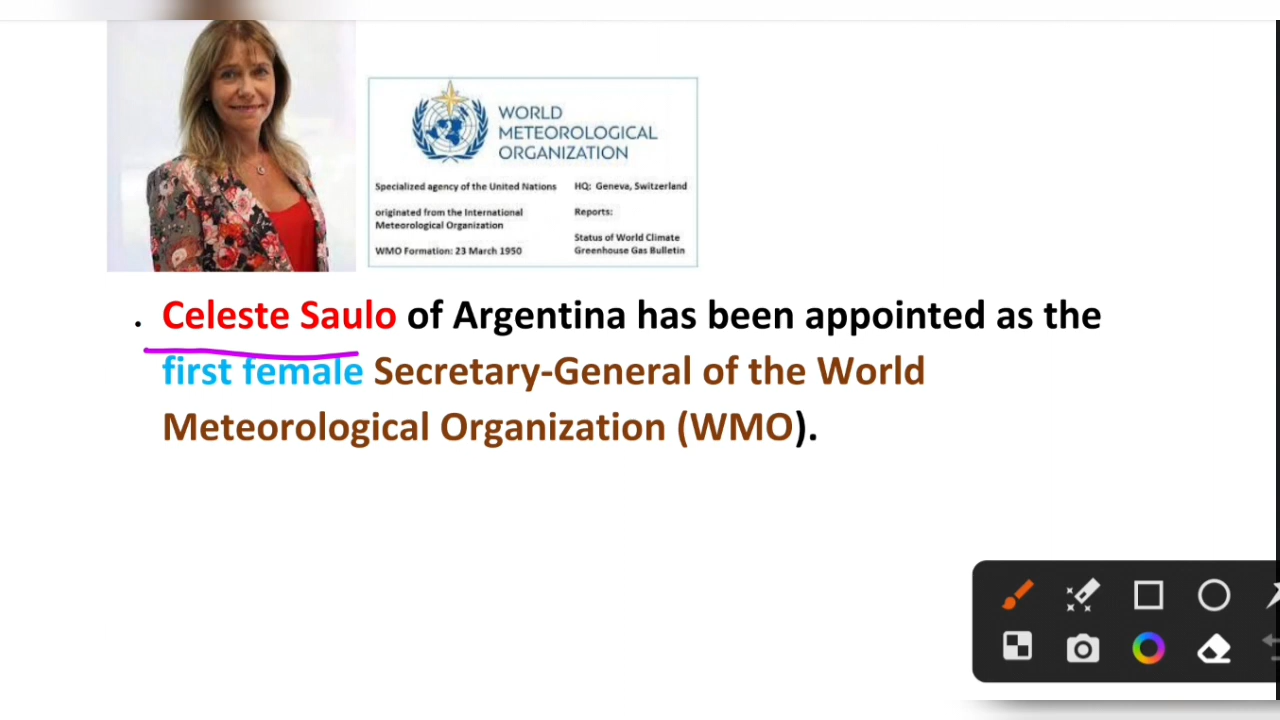 WORLD
METEOROLOGICAL
ORGANIZATION
Specialized agency of the United Nations
originated from the International
Meteorological Organization
WMO Formation: 23 March 1950
HQ: Geneva, Switzerland
Reports:
Status of World Climate
Greenhouse Gas Bulletin
. Celeste Saulo of Argentina has been appointed as the
first female Secretary-General of the World
Meteorological Organization (WMO).